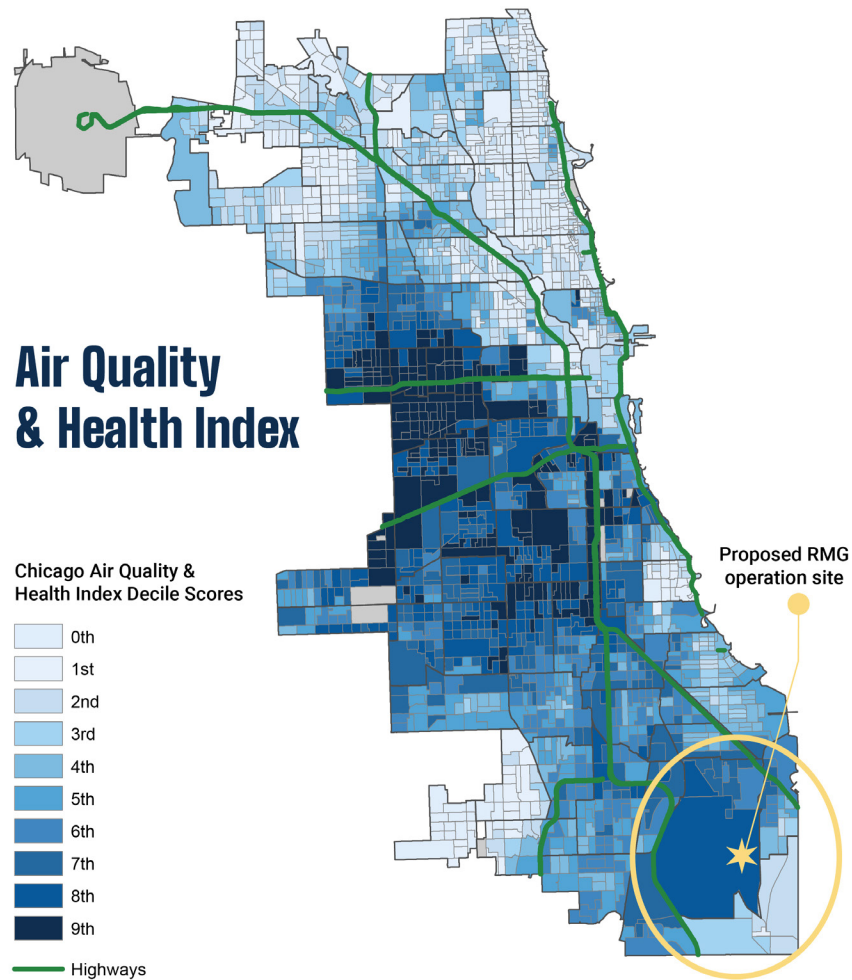 Air Quality
& Health Index
Proposed RMG
operation site
Chicago Air Quality &
Health Index Decile Scores
0th
1st
2nd
3rd
4th
5th
6th
7th
8th
9th
Highways